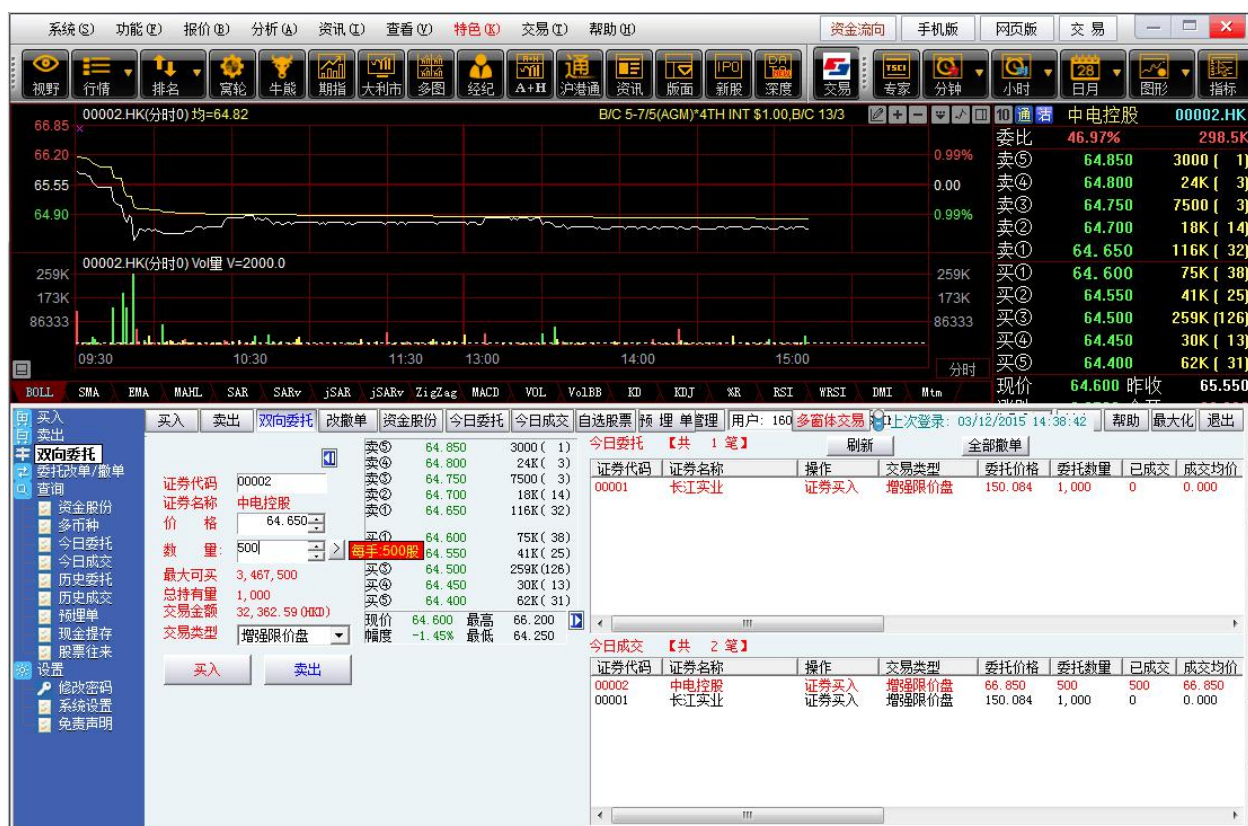 系统(S) 功能(F) 报价(B) 分析(A) 资讯(I) 查看(V) 特色(K) 交易(T) 帮助(H) 资金流向 手机版 网页版 交 易
视野 行情 排名 窝轮 牛熊 期指 大利市 多图 经纪 A+H 沪港通 资讯 版面 新股 深度 交易 专家 分钟 小时 日月 图形 指标
00002.HK(分时0) 均=64.82 B/C 5-7/5(AGM)*4TH INT $1.00,B/C 13/3 10 通 活 中电控股 00002.HK
66.85
委比 46.97% 298.5K
66.20 0.99%
卖⑤ 64.850 3000 ( 1)
65.55 0.00
卖④ 64.800 24K ( 3)
卖③ 64.750 7500 ( 3)
64.90 0.99%
卖② 64.700 18K ( 14)
卖① 64.650 116K ( 32)
00002.HK(分时0) Vol量 V=2000.0
259K 259K
买① 64.600 75K ( 38)
173K 173K
买② 64.550 41K ( 25)
86333 86333
买③ 64.500 259K (126)
买④ 64.450 30K ( 13)
09:30 10:30 11:30 13:00 14:00 15:00 分时
买⑤ 64.400 62K ( 31)
BOLL SMA EMA MAHL SAR SARv jSAR jSARv ZigZag MACD VOL VolBB KD KDJ %R RSI WRSI DMI Mtm
现价 64.600 昨收 65.550
买入 卖出 双向委托 改撤单 资金股份 今日委托 今日成交 自选股票 预 埋 单管理 用户: 160 多窗体交易 上次登录: 03/12/2015 14:38:42 帮助 最大化 退出
买入
卖出
双向委托
委托改单/撤单
查询
资金股份
多币种
今日委托
今日成交
历史委托
历史成交
预埋单
现金提存
股票往来
设置
修改密码
系统设置
免责声明
证券代码 00002
证券名称 中电控股
价 格 64.650
数 量: 500 > 每手:500股
最大可买 3,467,500
总持有量 1,000
交易金额 32,362.59(HKD)
交易类型 增强限价盘
买入 卖出
卖⑤ 64.850 3000( 1)
卖④ 64.800 24K( 3)
卖③ 64.750 7500( 3)
卖② 64.700 18K( 14)
卖① 64.650 116K( 32)
买① 64.600 75K( 38)
64.550 41K( 25)
买③ 64.500 259K(126)
买④ 64.450 30K( 13)
买⑤ 64.400 62K( 31)
现价 64.600 最高 66.200
幅度 -1.45% 最低 64.250
今日委托 【共 1 笔】 刷新 全部撤单
证券代码 证券名称 操作 交易类型 委托价格 委托数量 已成交 成交均价
00001 长江实业 证券买入 增强限价盘 150.084 1,000 0 0.000
今日成交 【共 2 笔】
证券代码 证券名称 操作 交易类型 委托价格 委托数量 已成交 成交均价
00002 中电控股 证券买入 增强限价盘 66.850 500 500 66.850
00001 长江实业 证券买入 增强限价盘 150.084 1,000 0 0.000